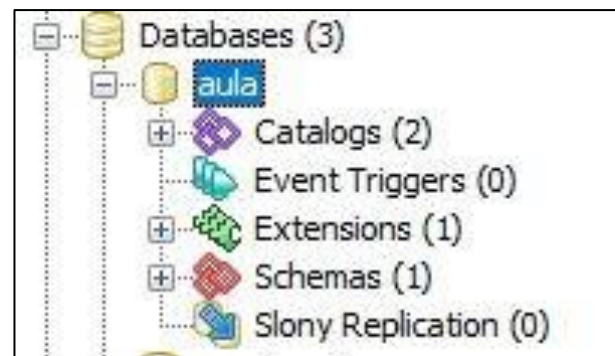 Databases (3)
aula
Catalogs (2)
Event Triggers (0)
Extensions (1)
Schemas (1)
Slony Replication (0)